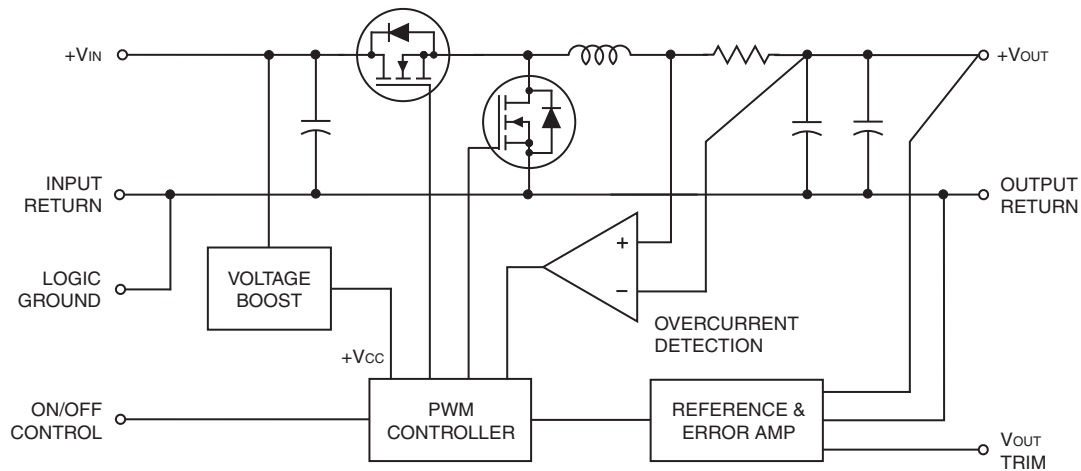 +VIN
+VOUT
INPUT
RETURN
OUTPUT
RETURN
LOGIC
GROUND
VOLTAGE
BOOST
+
−
OVERCURRENT
DETECTION
+VCC
ON/OFF
CONTROL
PWM
CONTROLLER
REFERENCE &
ERROR AMP
VOUT
TRIM